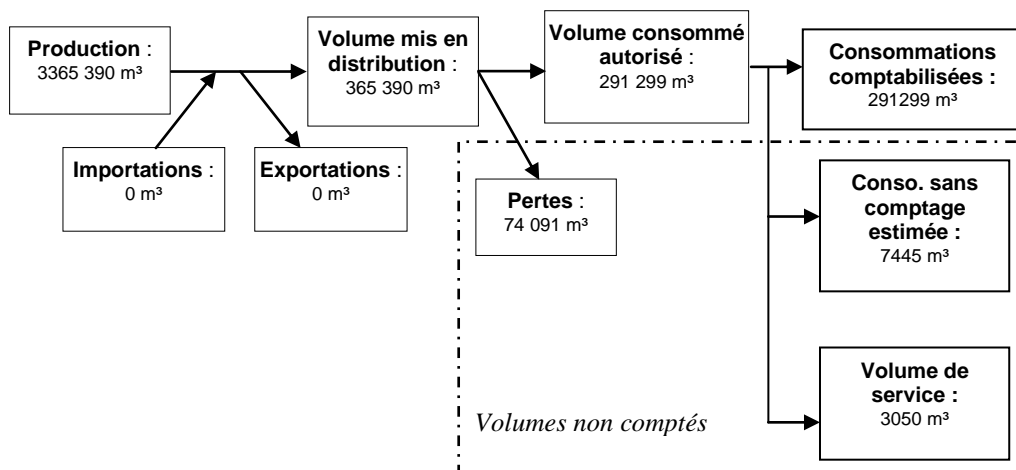 Production :
3365 390 m³
Volume mis en
distribution :
365 390 m³
Volume consommé
autorisé :
291 299 m³
Consommations
comptabilisées :
291299 m³
Importations :
0 m³
Exportations :
0 m³
Pertes :
74 091 m³
Conso. sans
comptage
estimée :
7445 m³
Volume de
service :
3050 m³
Volumes non comptés